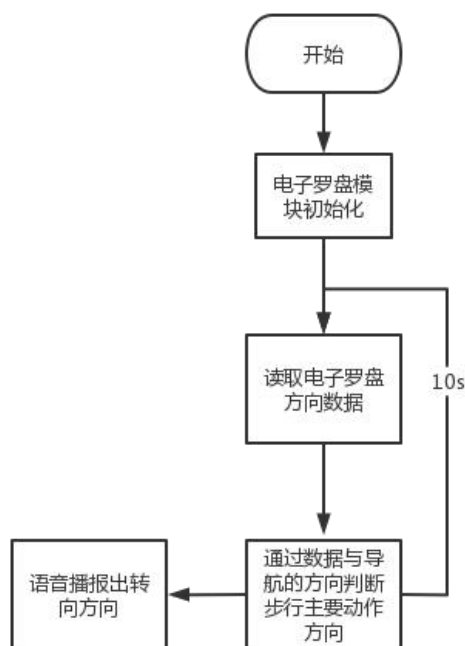 开始
电子罗盘模
块初始化
读取电子罗盘
方向数据
10s
通过数据与导
航的方向判断
步行主要动作
方向
语音播报出转
向方向